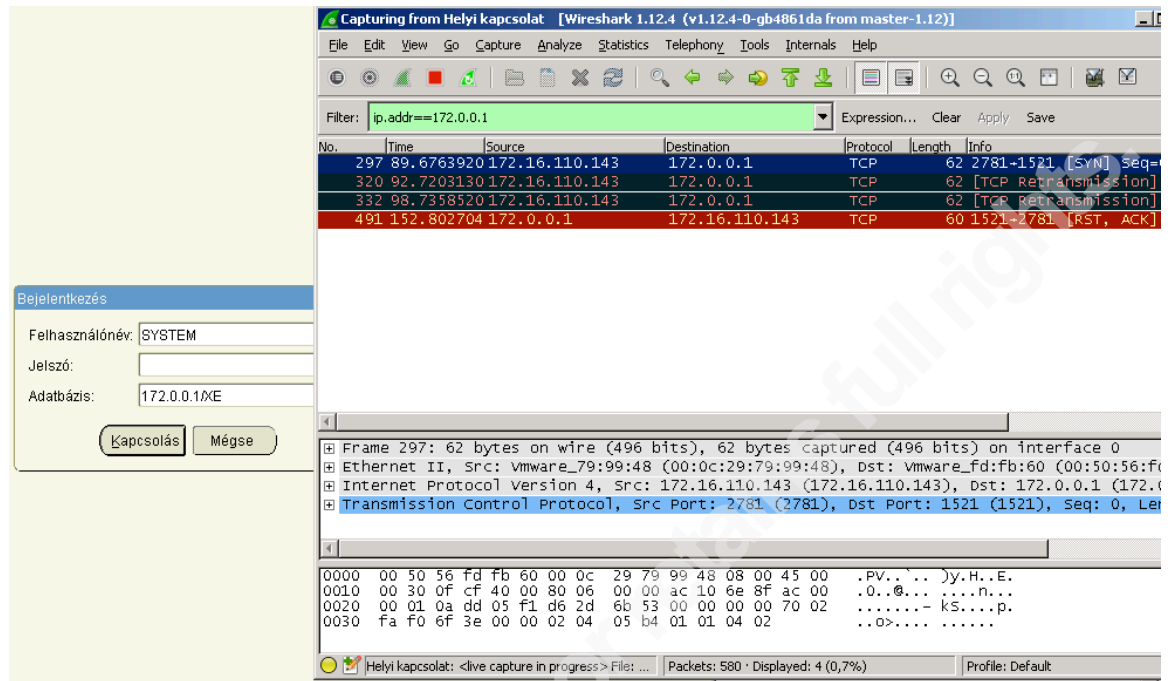 Capturing from Helyi kapcsolat [Wireshark 1.12.4 (v1.12.4-0-gb4861da from master-1.12)]
File Edit View Go Capture Analyze Statistics Telephony Tools Internals Help
Filter: ip.addr==172.0.0.1 Expression... Clear Apply Save
No. Time Source Destination Protocol Length Info
297 89.6763920 172.16.110.143 172.0.0.1 TCP 62 2781→1521 [SYN] Seq=
320 92.7203130 172.16.110.143 172.0.0.1 TCP 62 [TCP Retransmission]
332 98.7358520 172.16.110.143 172.0.0.1 TCP 62 [TCP Retransmission]
491 152.802704 172.0.0.1 172.16.110.143 TCP 60 1521→2781 [RST, ACK]
Bejelentkezés
Felhasználónév: SYSTEM
Jelszó:
Adatbázis: 172.0.0.1/XE
Kapcsolás Mégse
Frame 297: 62 bytes on wire (496 bits), 62 bytes captured (496 bits) on interface 0
Ethernet II, Src: Vmware_79:99:48 (00:0c:29:79:99:48), Dst: Vmware_fd:fb:60 (00:50:56:fd
Internet Protocol Version 4, Src: 172.16.110.143 (172.16.110.143), Dst: 172.0.0.1 (172.
Transmission Control Protocol, Src Port: 2781 (2781), Dst Port: 1521 (1521), Seq: 0, Le
0000 00 50 56 fd fb 60 00 0c 29 79 99 48 08 00 45 00 .PV..`.. )y.H..E.
0010 00 30 0f cf 40 00 80 06 00 00 ac 10 6e 8f ac 00 .0..@... ....n...
0020 00 01 0a dd 05 f1 d6 2d 6b 53 00 00 00 00 70 02 .......- kS....p.
0030 fa f0 6f 3e 00 00 02 04 05 b4 01 01 04 02 ..o>.... ......
Helyi kapcsolat: <live capture in progress> File: ... Packets: 580 · Displayed: 4 (0,7%) Profile: Default
full rights.